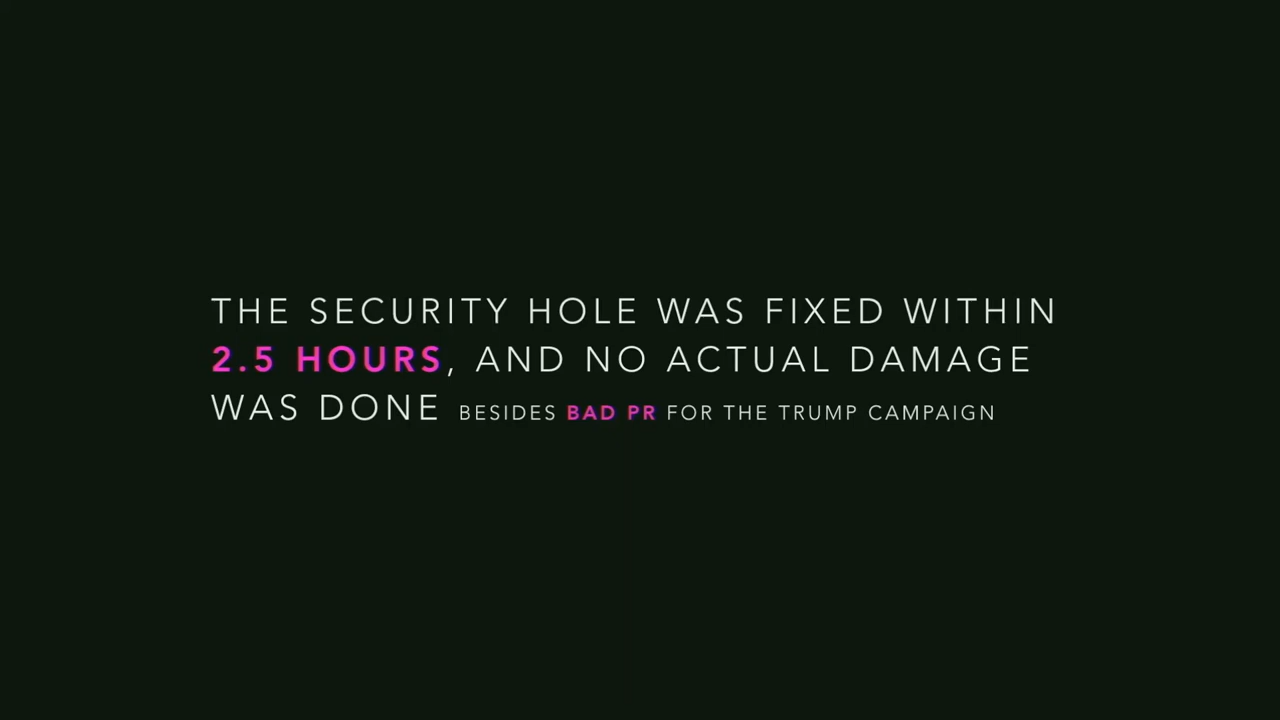 THE SECURITY HOLE WAS FIXED WITHIN
2.5 HOURS, AND NO ACTUAL DAMAGE
WAS DONE BESIDES BAD PR FOR THE TRUMP CAMPAIGN